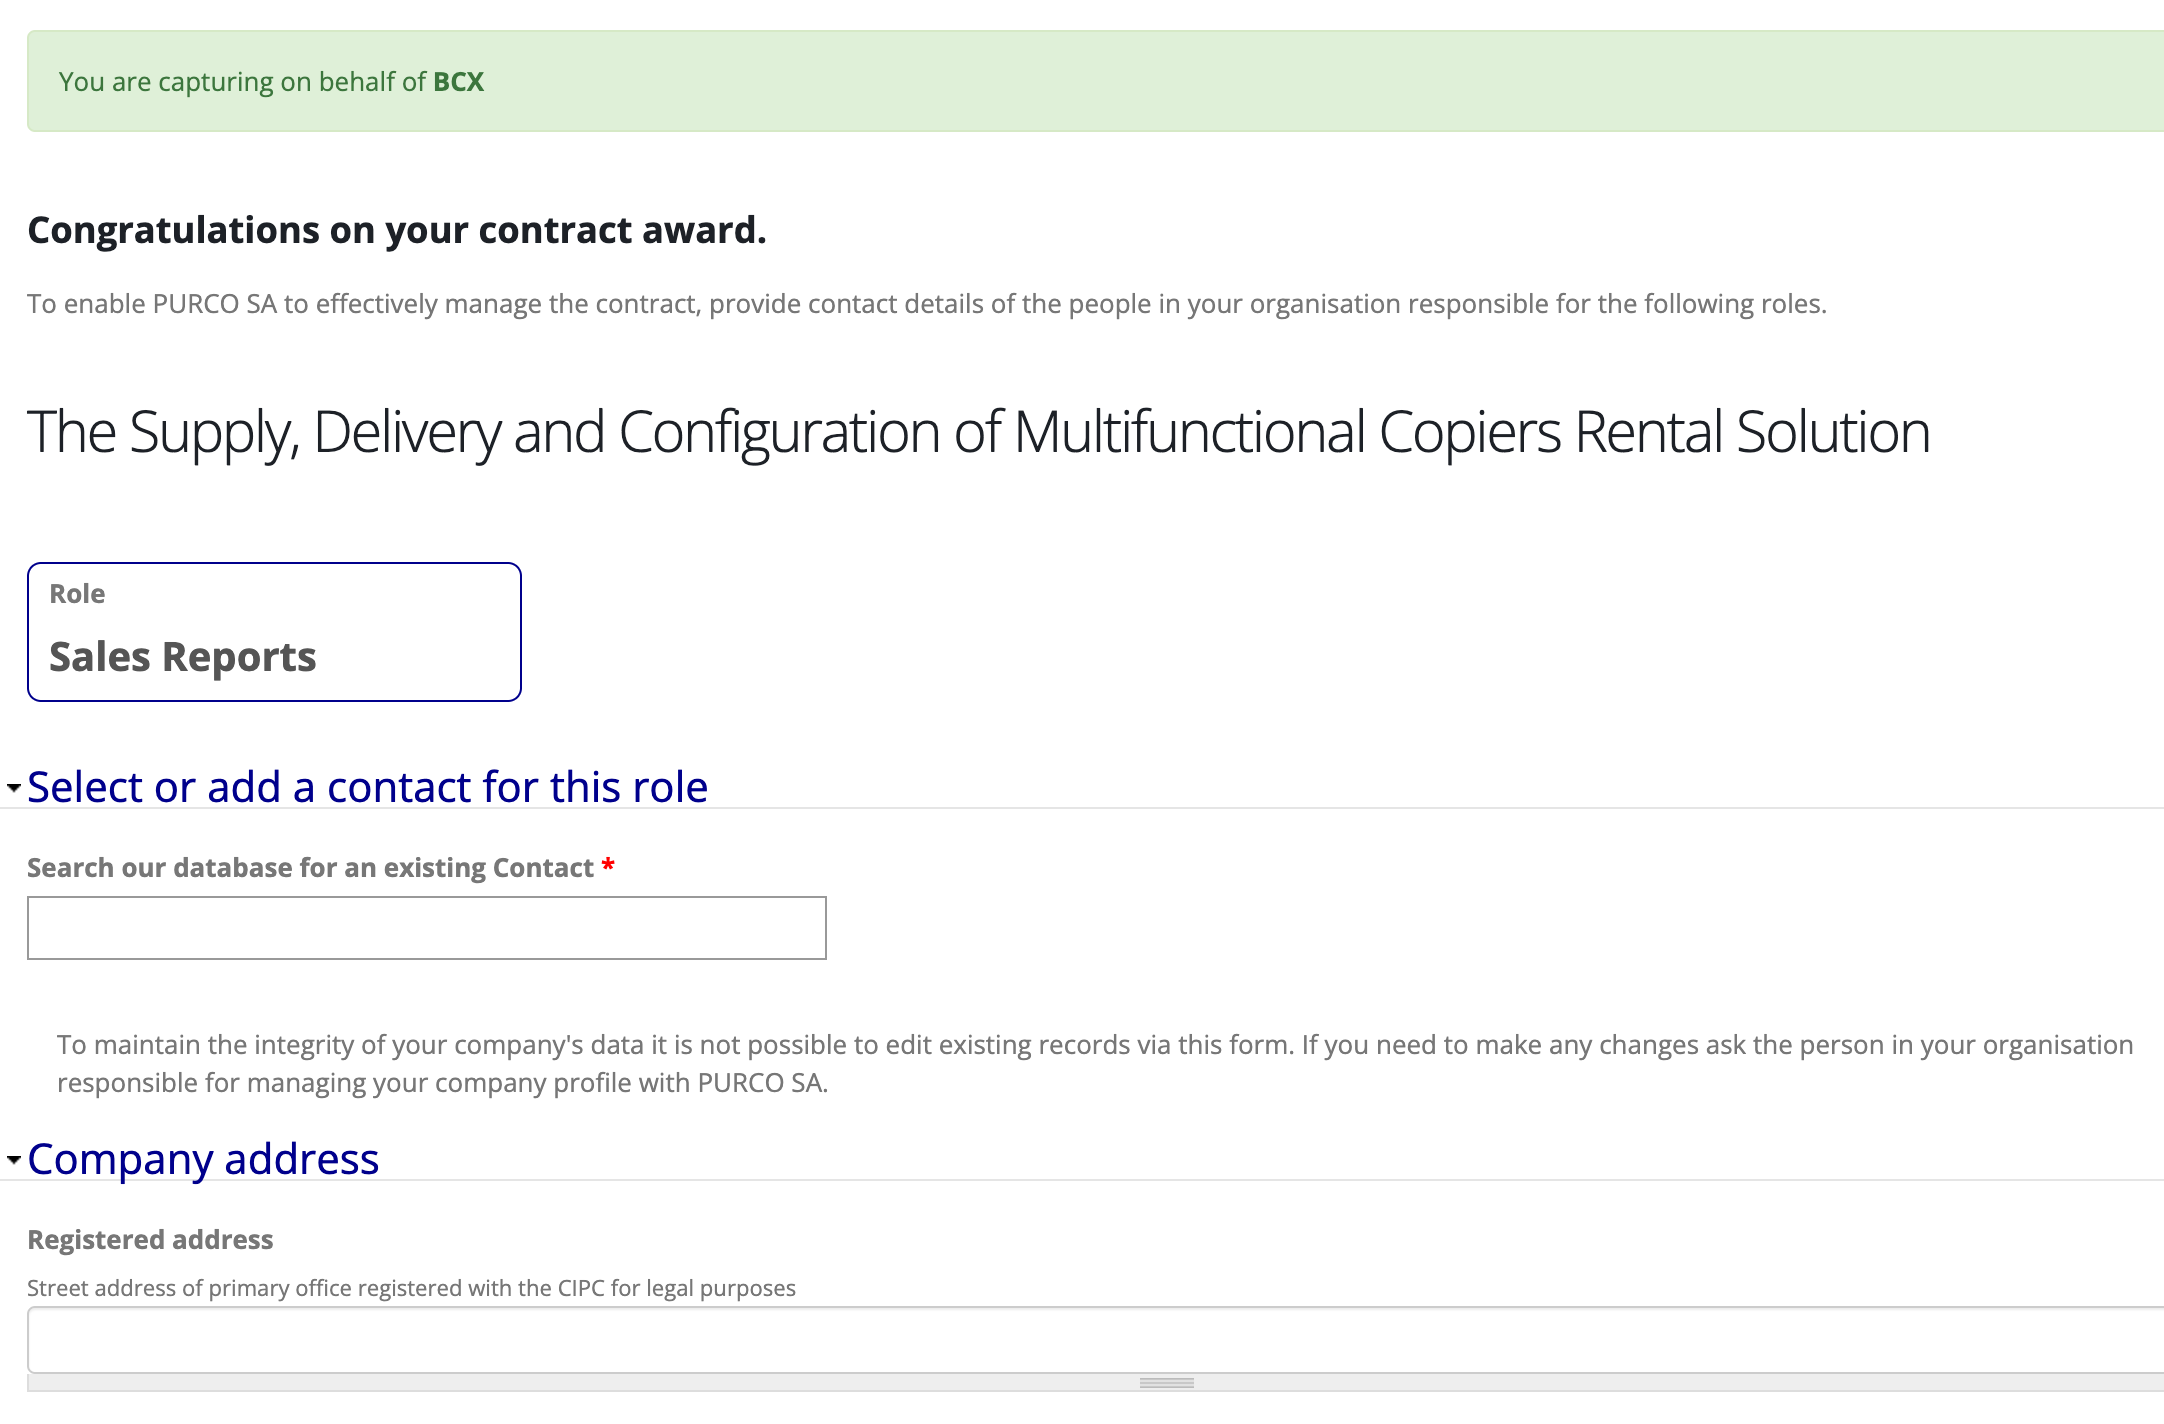 You are capturing on behalf of BCX
Congratulations on your contract award.
To enable PURCO SA to effectively manage the contract, provide contact details of the people in your organisation responsible for the following roles.
The Supply, Delivery and Configuration of Multifunctional Copiers Rental Solution
Role
Sales Reports
Select or add a contact for this role
Search our database for an existing Contact *
To maintain the integrity of your company's data it is not possible to edit existing records via this form. If you need to make any changes ask the person in your organisation
responsible for managing your company profile with PURCO SA.
Company address
Registered address
Street address of primary office registered with the CIPC for legal purposes